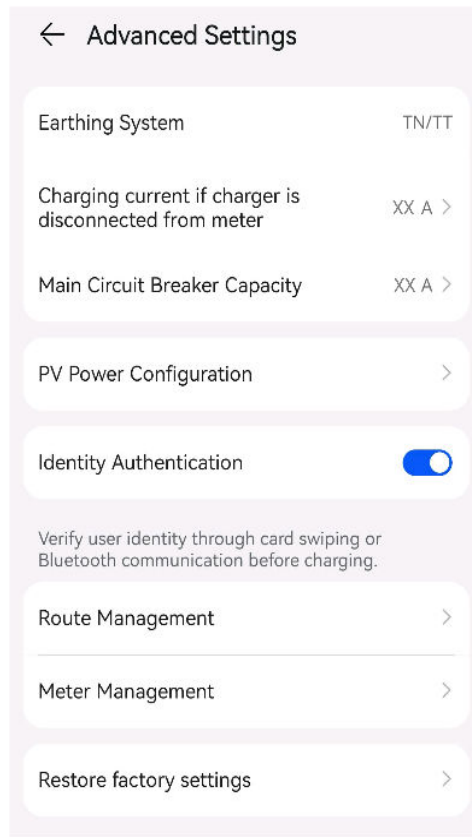 Advanced Settings
Earthing System TN/TT
Charging current if charger is
disconnected from meter XX A
Main Circuit Breaker Capacity XX A
PV Power Configuration
Identity Authentication
Verify user identity through card swiping or
Bluetooth communication before charging.
Route Management
Meter Management
Restore factory settings